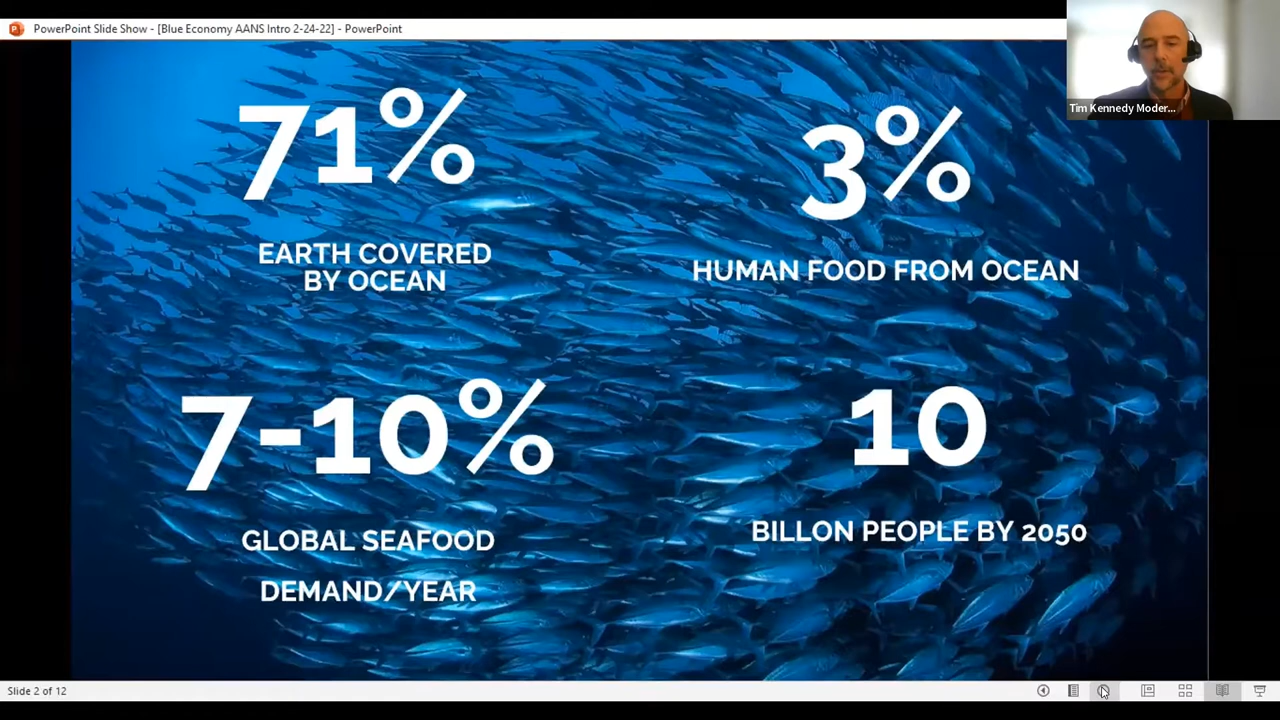 PowerPoint Slide Show - [Blue Economy AANS Intro 2-24-22] - PowerPoint
Tim Kennedy Moder...
71%
EARTH COVERED
BY OCEAN
3%
HUMAN FOOD FROM OCEAN
7-10%
GLOBAL SEAFOOD
DEMAND/YEAR
10
BILLON PEOPLE BY 2050
Slide 2 of 12